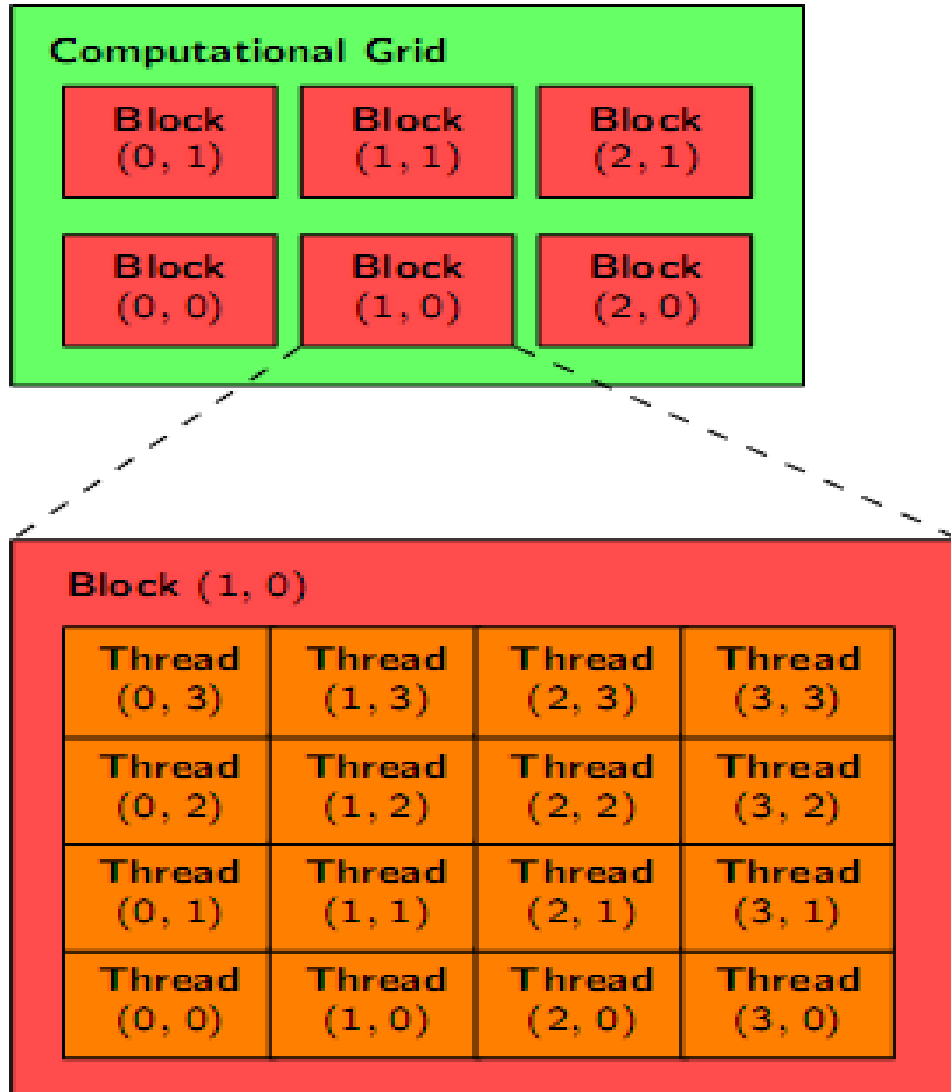 Computational Grid
Block Block Block
(0, 1) (1, 1) (2, 1)
Block Block Block
(0, 0) (1, 0) (2, 0)
Block (1, 0)
Thread Thread Thread Thread
(0, 3) (1, 3) (2, 3) (3, 3)
Thread Thread Thread Thread
(0, 2) (1, 2) (2, 2) (3, 2)
Thread Thread Thread Thread
(0, 1) (1, 1) (2, 1) (3, 1)
Thread Thread Thread Thread
(0, 0) (1, 0) (2, 0) (3, 0)